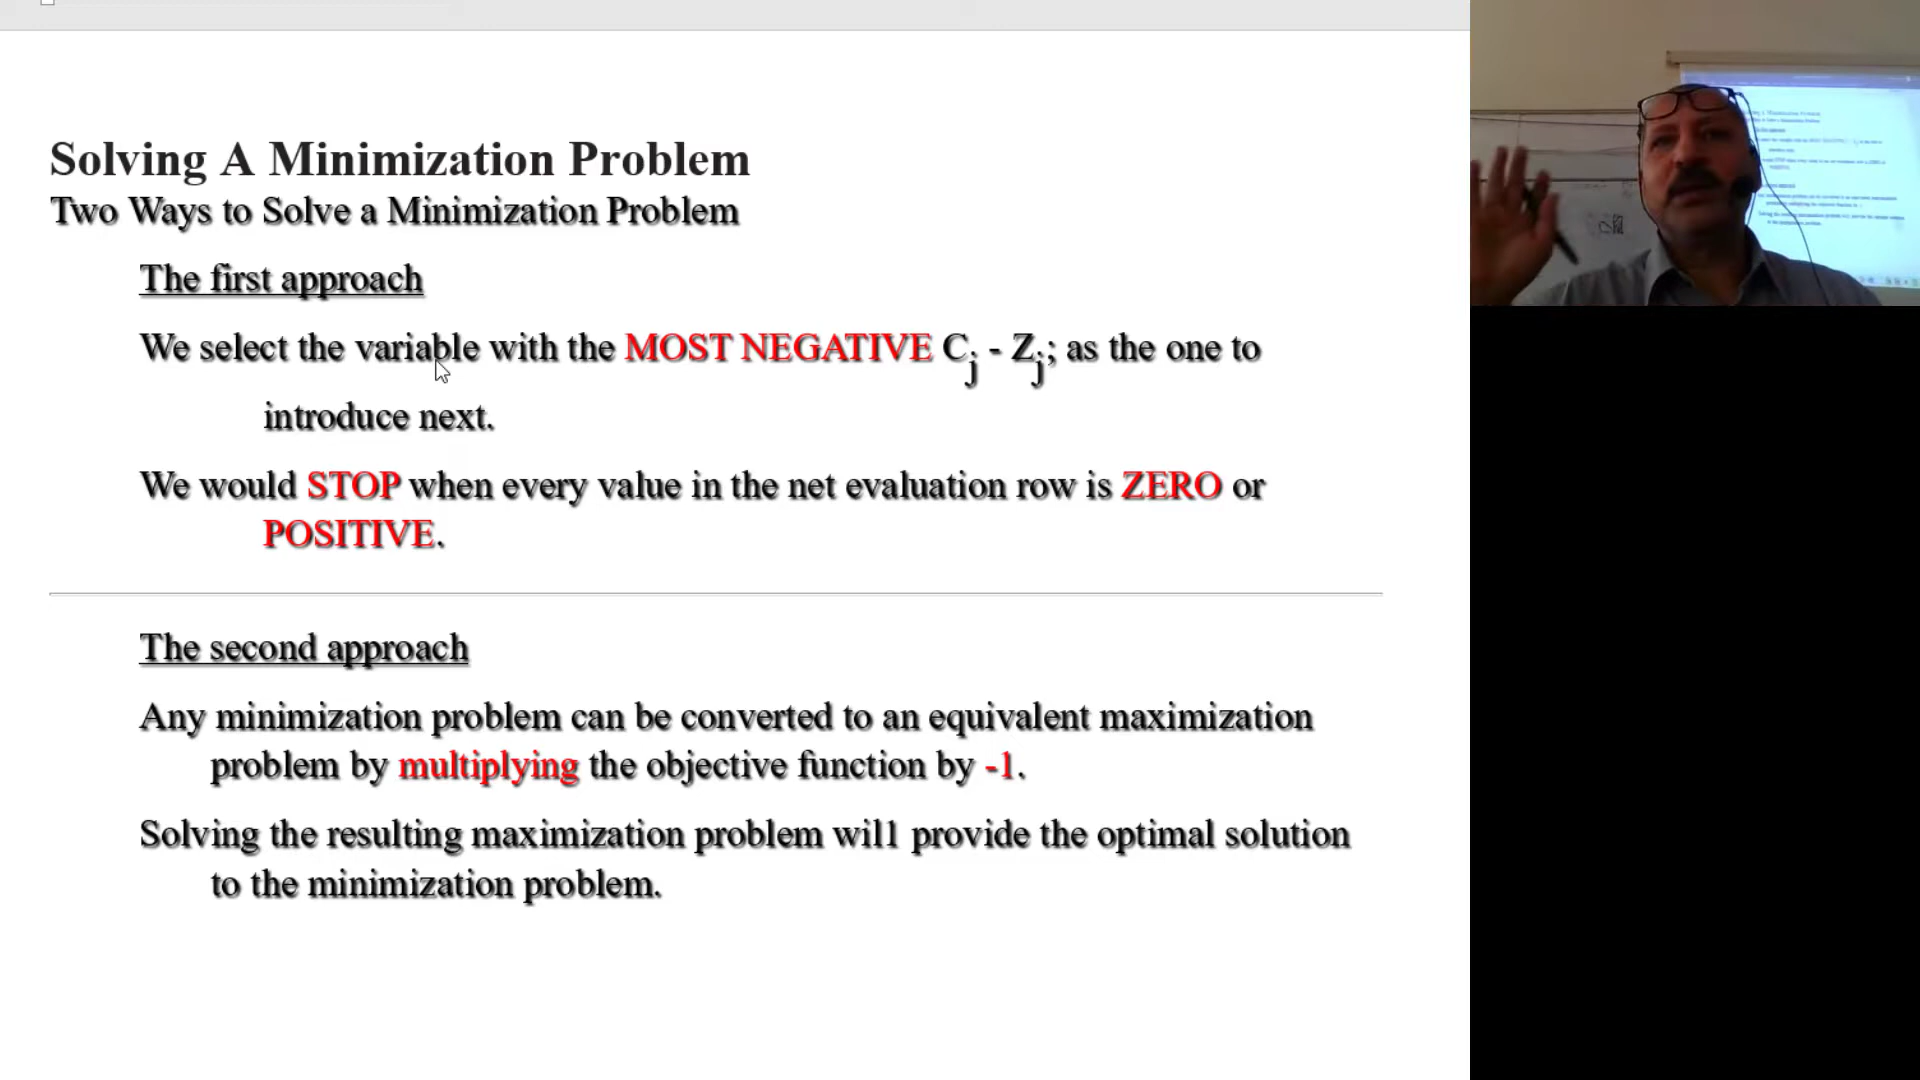 Solving A Minimization Problem
Two Ways to Solve a Minimization Problem
The first approach
We select the variable with the MOST NEGATIVE Cj - Zj; as the one to
introduce next.
We would STOP when every value in the net evaluation row is ZERO or
POSITIVE.
The second approach
Any minimization problem can be converted to an equivalent maximization
problem by multiplying the objective function by -1.
Solving the resulting maximization problem wil1 provide the optimal solution
to the minimization problem.